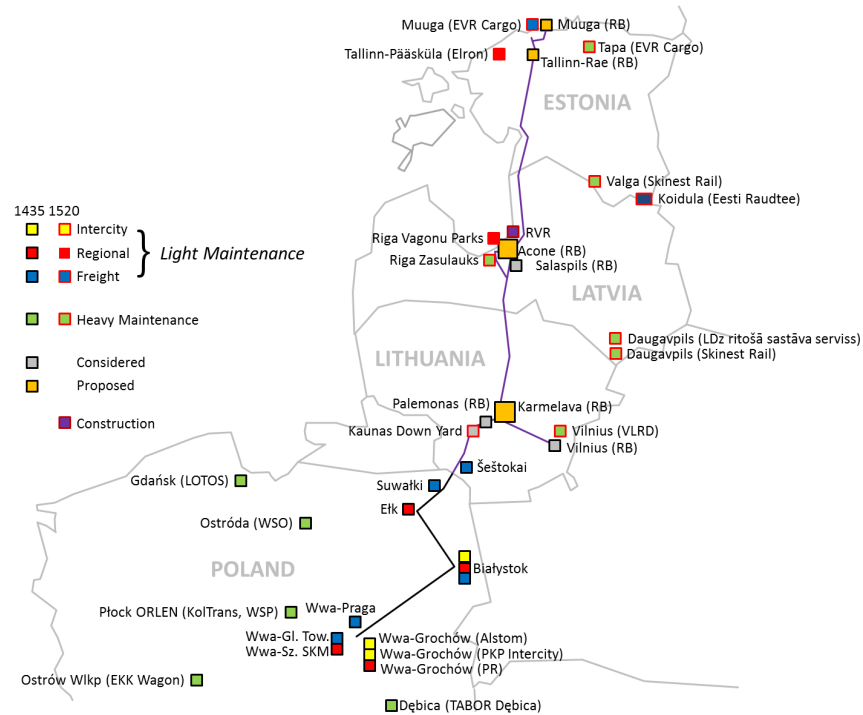 Muuga (EVR Cargo)
Muuga (RB)
Tallinn-Pääsküla (Elron)
Tapa (EVR Cargo)
Tallinn-Rae (RB)
ESTONIA
Valga (Skinest Rail)
Koidula (Eesti Raudtee)
1435 1520
Intercity
Regional
Freight
Light Maintenance
Heavy Maintenance
Considered
Proposed
Construction
RVR
Riga Vagonu Parks
Acone (RB)
Riga Zasulauks
Salaspils (RB)
LATVIA
Daugavpils (LDz ritošā sastāva serviss)
Daugavpils (Skinest Rail)
LITHUANIA
Palemonas (RB)
Karmelava (RB)
Kaunas Down Yard
Vilnius (VLRD)
Vilnius (RB)
Šeštokai
Gdańsk (LOTOS)
Suwałki
Ełk
Ostróda (WSO)
POLAND
Białystok
Płock ORLEN (KolTrans, WSP)
Wwa-Praga
Wwa-Gl. Tow.
Wwa-Sz. SKM
Wwa-Grochów (Alstom)
Wwa-Grochów (PKP Intercity)
Wwa-Grochów (PR)
Ostrów Wlkp (EKK Wagon)
Dębica (TABOR Dębica)